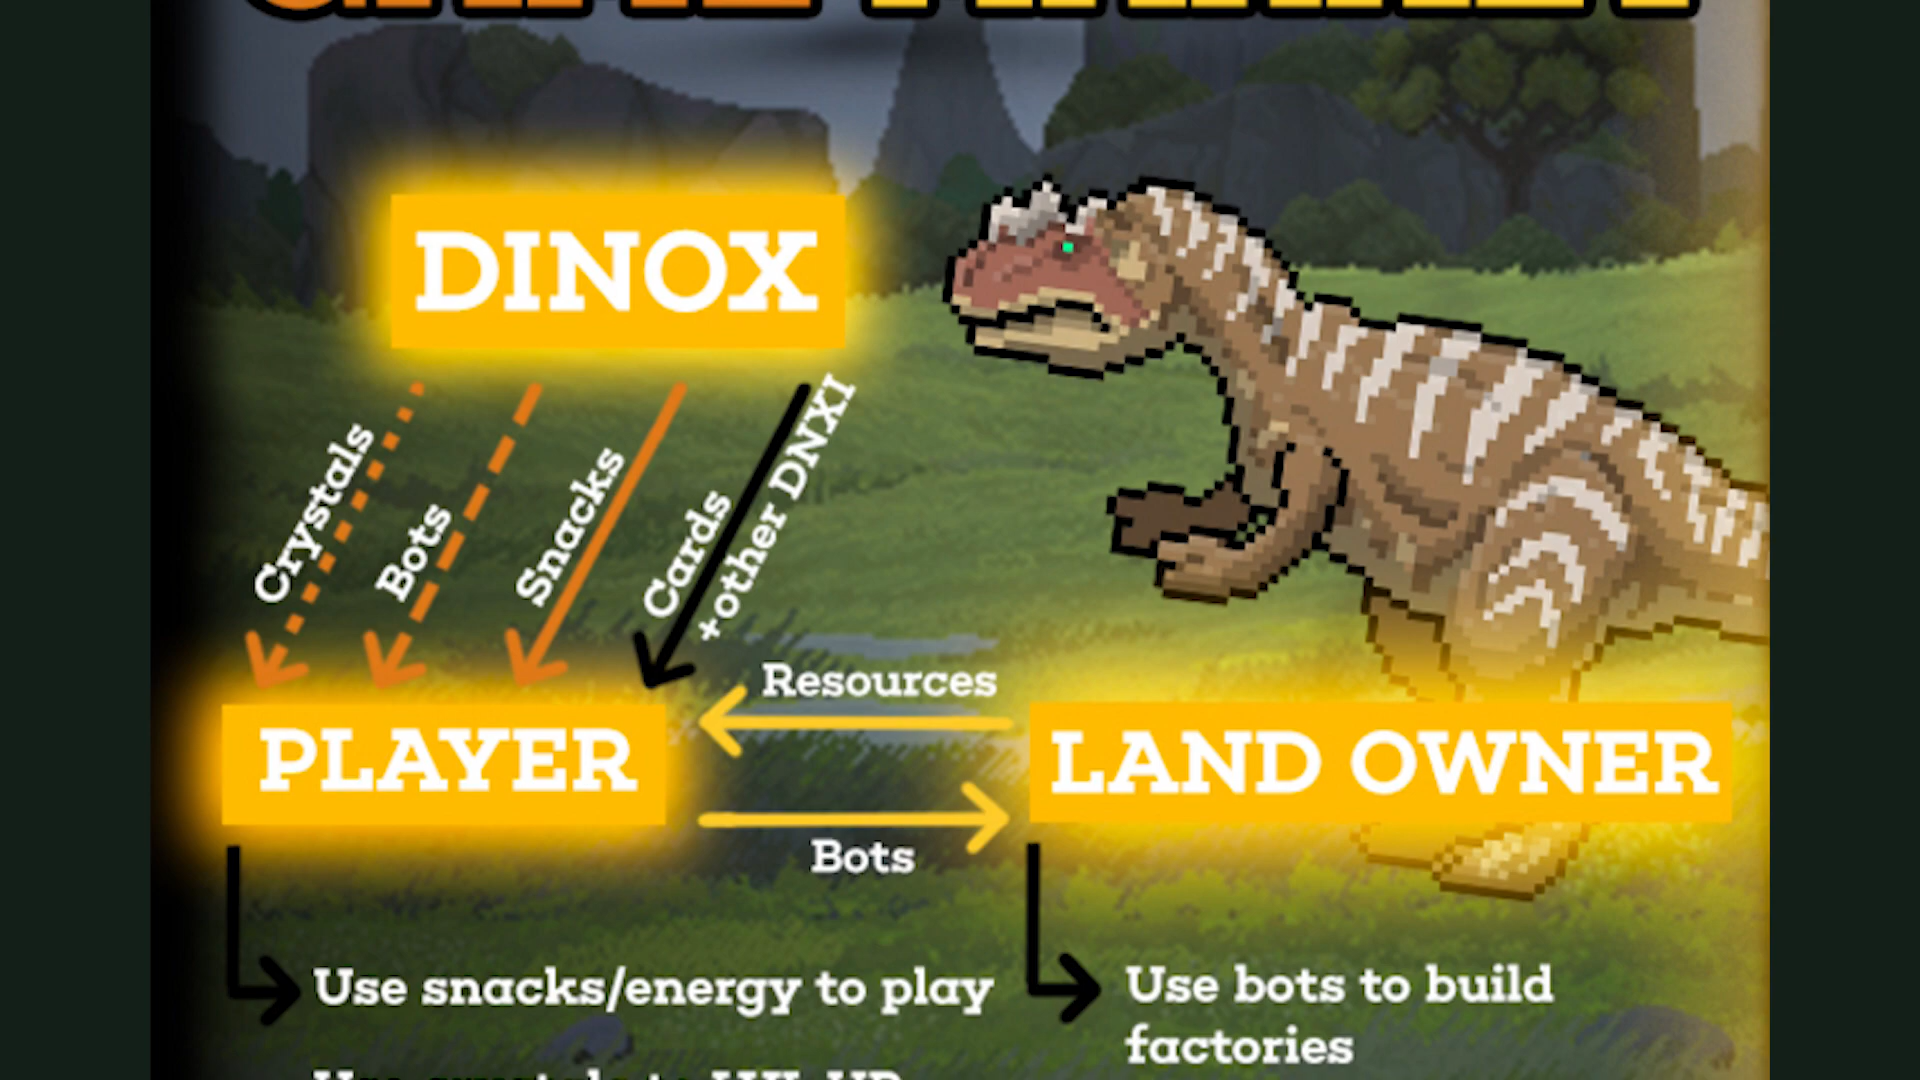 DINOX
Crystals
Bots
Snacks
Cards
+other DNXI
Resources
PLAYER
LAND OWNER
Bots
Use snacks/energy to play
Use bots to build
factories